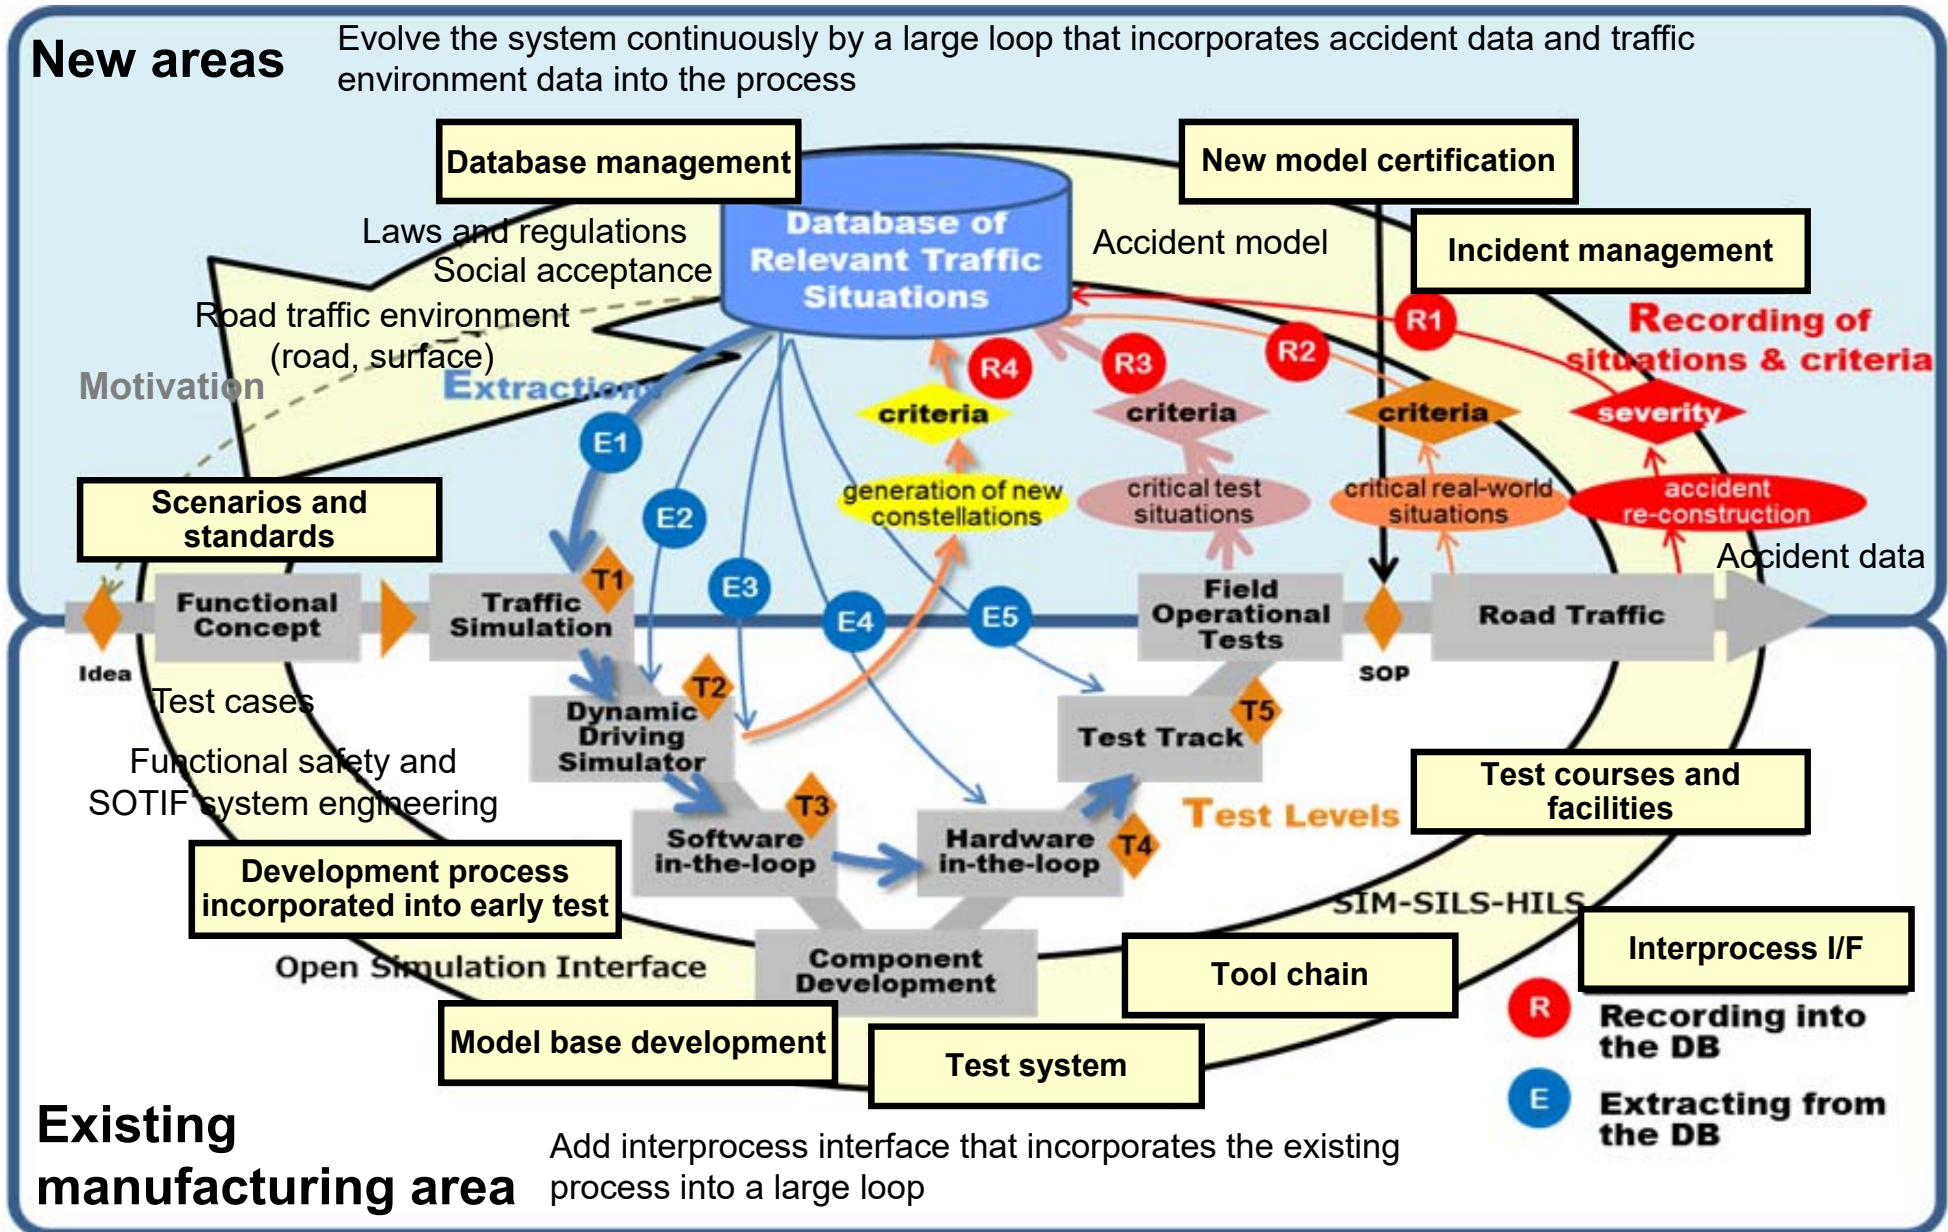 New areas
Evolve the system continuously by a large loop that incorporates accident data and traffic
environment data into the process
Database management
New model certification
Incident management
Laws and regulations
Social acceptance
Database of
Relevant Traffic
Situations
Accident model
Road traffic environment
(road, surface)
Motivation
Extractions
R1
R2
R3
R4
Recording of
situations & criteria
criteria
criteria
criteria
severity
E1
E2
E3
E4
E5
generation of new
constellations
critical test
situations
critical real-world
situations
accident
re-construction
Accident data
Scenarios and
standards
Idea
Functional
Concept
Traffic
Simulation
T1
Field
Operational
Tests
SOP
Road Traffic
Test cases
Dynamic
Driving
Simulator
T2
Test Track
T5
Functional safety and
SOTIF system engineering
Software
in-the-loop
T3
Hardware
in-the-loop
T4
Test Levels
Test courses and
facilities
Development process
incorporated into early test
SIM-SILS-HILS
Interprocess I/F
Open Simulation Interface
Component
Development
Tool chain
Model base development
Test system
R
Recording into
the DB
E
Extracting from
the DB
Existing
manufacturing area
Add interprocess interface that incorporates the existing
process into a large loop